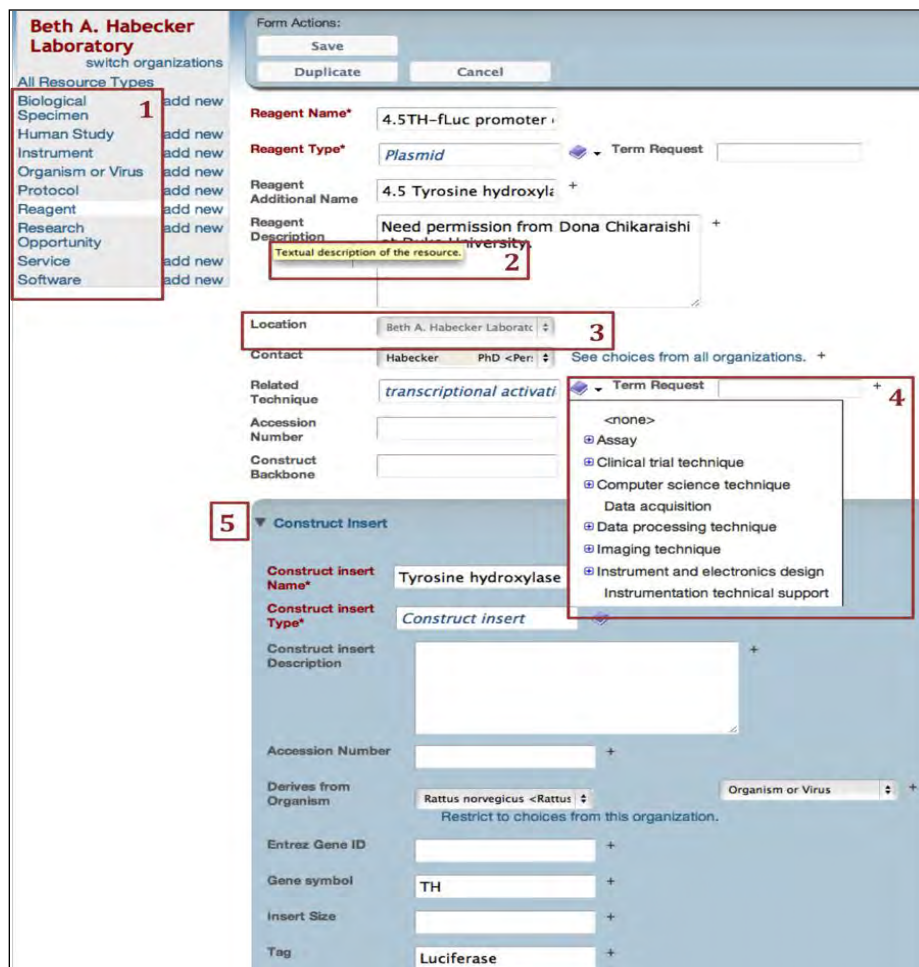 Beth A. Habecker
Laboratory
switch organizations
All Resource Types
Biological Specimen add new
Human Study add new
Instrument add new
Organism or Virus add new
Protocol add new
Reagent add new
Research Opportunity add new
Service add new
Software add new
1
Form Actions:
Save
Duplicate Cancel
Reagent Name* 4.5TH-fLuc promoter
Reagent Type* Plasmid Term Request
Reagent Additional Name 4.5 Tyrosine hydroxyla +
Reagent Description Need permission from Dona Chikaraishi +
at Duke University.
Textual description of the resource.
2
Location Beth A. Habecker Laboratc 3
Contact Habecker PhD <Per: See choices from all organizations. +
Related Technique transcriptional activati Term Request +
4
<none>
Assay
Clinical trial technique
Computer science technique
Data acquisition
Data processing technique
Imaging technique
Instrument and electronics design
Instrumentation technical support
Accession Number
Construct Backbone
5
Construct Insert
Construct insert Name* Tyrosine hydroxylase
Construct insert Type* Construct insert
Construct insert Description +
Accession Number +
Derives from Organism Rattus norvegicus <Rattus Organism or Virus +
Restrict to choices from this organization.
Entrez Gene ID +
Gene symbol TH +
Insert Size +
Tag Luciferase +